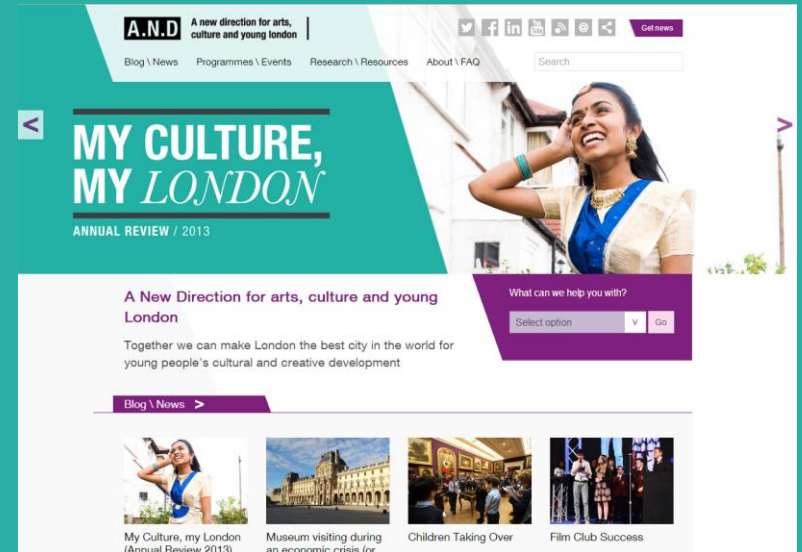 A.N.D
A new direction for arts,
culture and young london
Get news
Blog \ News
Programmes \ Events
Research \ Resources
About \ FAQ
Search
<
>
MY CULTURE,
MY LONDON
ANNUAL REVIEW / 2013
A New Direction for arts, culture and young
London
Together we can make London the best city in the world for
young people's cultural and creative development
What can we help you with?
Select option
V
Go
Blog \ News >
My Culture, my London
(Annual Review 2013)
Museum visiting during
an economic crisis (or
Children Taking Over
Film Club Success